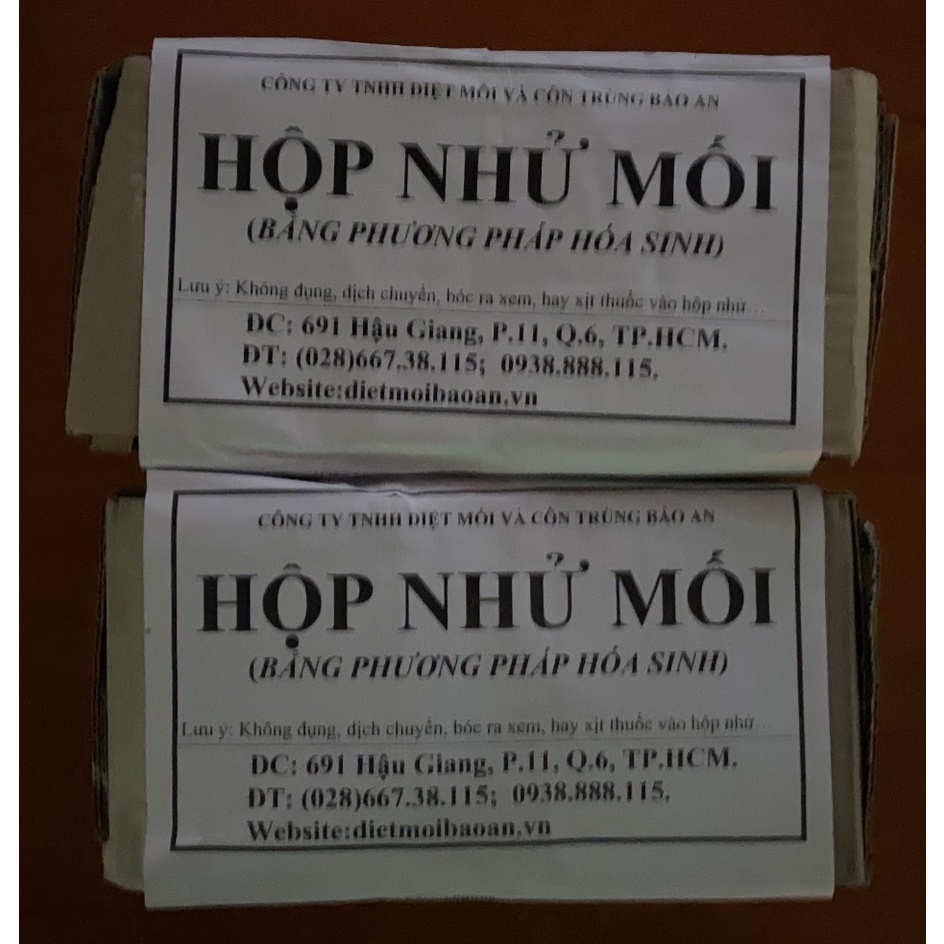 CÔNG TY TNHH DIỆT MỐI VÀ CÔN TRÙNG BẢO AN
HỘP NHỬ MỐI
(BẰNG PHƯƠNG PHÁP HÓA SINH)
Lưu ý: Không đụng, dịch chuyển, bóc ra xem, hay xịt thuốc vào hộp nhử...
ĐC: 691 Hậu Giang, P.11, Q.6, TP.HCM.
ĐT: (028)667.38.115; 0938.888.115.
Website:dietmoibaoan.vn
CÔNG TY TNHH DIỆT MỐI VÀ CÔN TRÙNG BẢO AN
HỘP NHỬ MỐI
(BẰNG PHƯƠNG PHÁP HÓA SINH)
Lưu ý: Không đụng, dịch chuyển, bóc ra xem, hay xịt thuốc vào hộp nhử...
ĐC: 691 Hậu Giang, P.11, Q.6, TP.HCM.
ĐT: (028)667.38.115; 0938.888.115.
Website:dietmoibaoan.vn